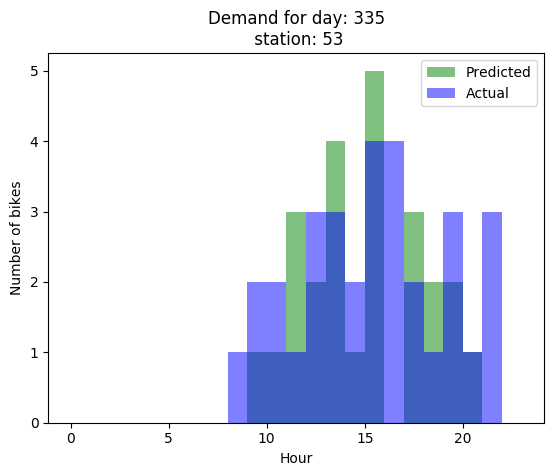 Demand for day: 335
station: 53
Predicted
Actual
Number of bikes
5
4
3
2
1
0
0 5 10 15 20
Hour